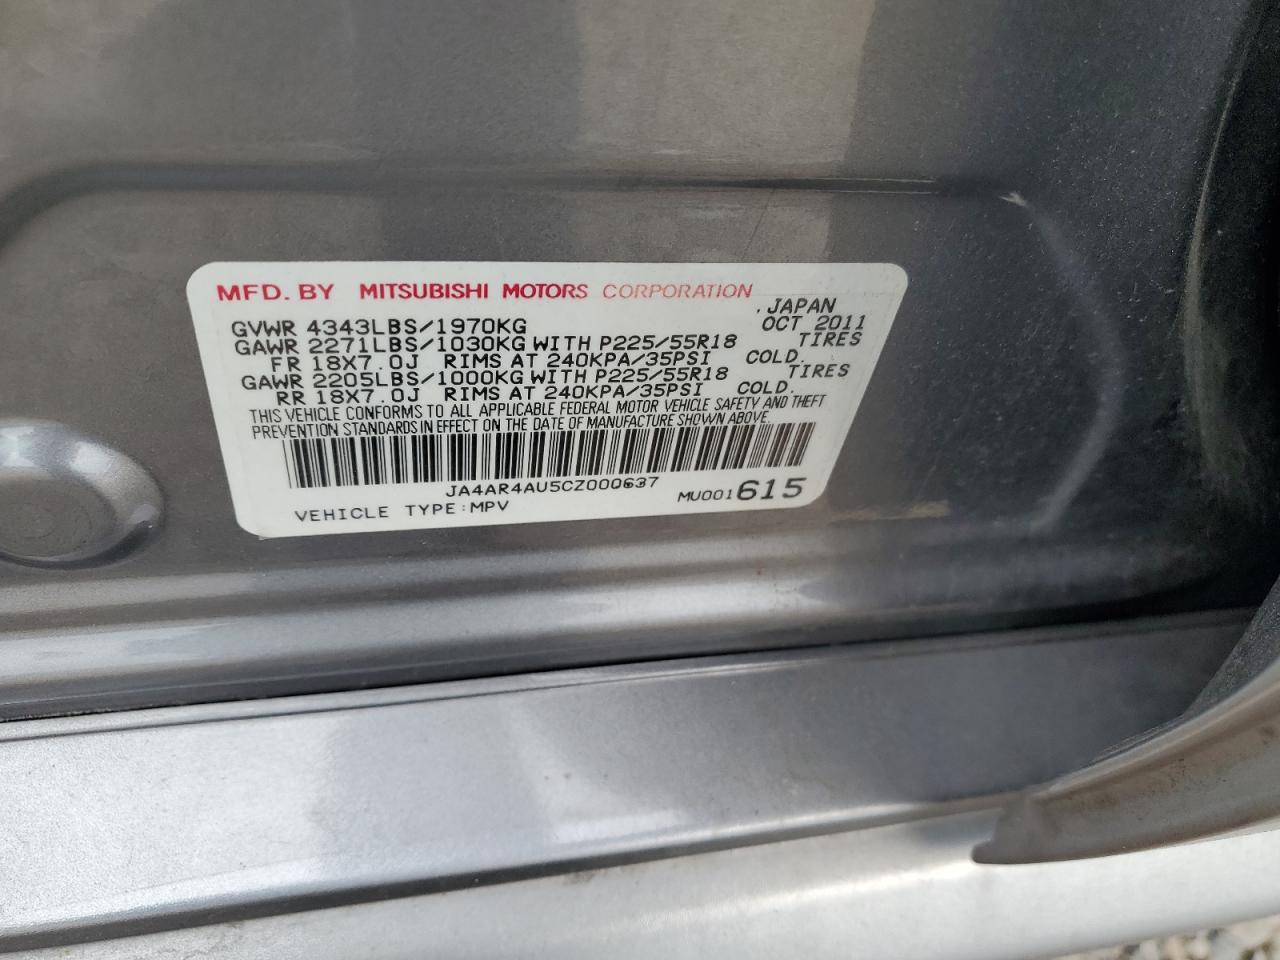 MFD. BY MITSUBISHI MOTORS CORPORATION
, JAPAN
GVWR 4343LBS/1970KG OCT 2011
GAWR 2271LBS/1030KG WITH P225/55R18 TIRES
FR 18X7.0J RIMS AT 240KPA/35PSI COLD.
GAWR 2205LBS/1000KG WITH P225/55R18 TIRES
RR 18X7.0J RIMS AT 240KPA/35PSI COLD.
THIS VEHICLE CONFORMS TO ALL APPLICABLE FEDERAL MOTOR VEHICLE SAFETY AND THEFT
PREVENTION STANDARDS IN EFFECT ON THE DATE OF MANUFACTURE SHOWN ABOVE.
JA4AR4AU5CZ000637
VEHICLE TYPE:MPV MU001615